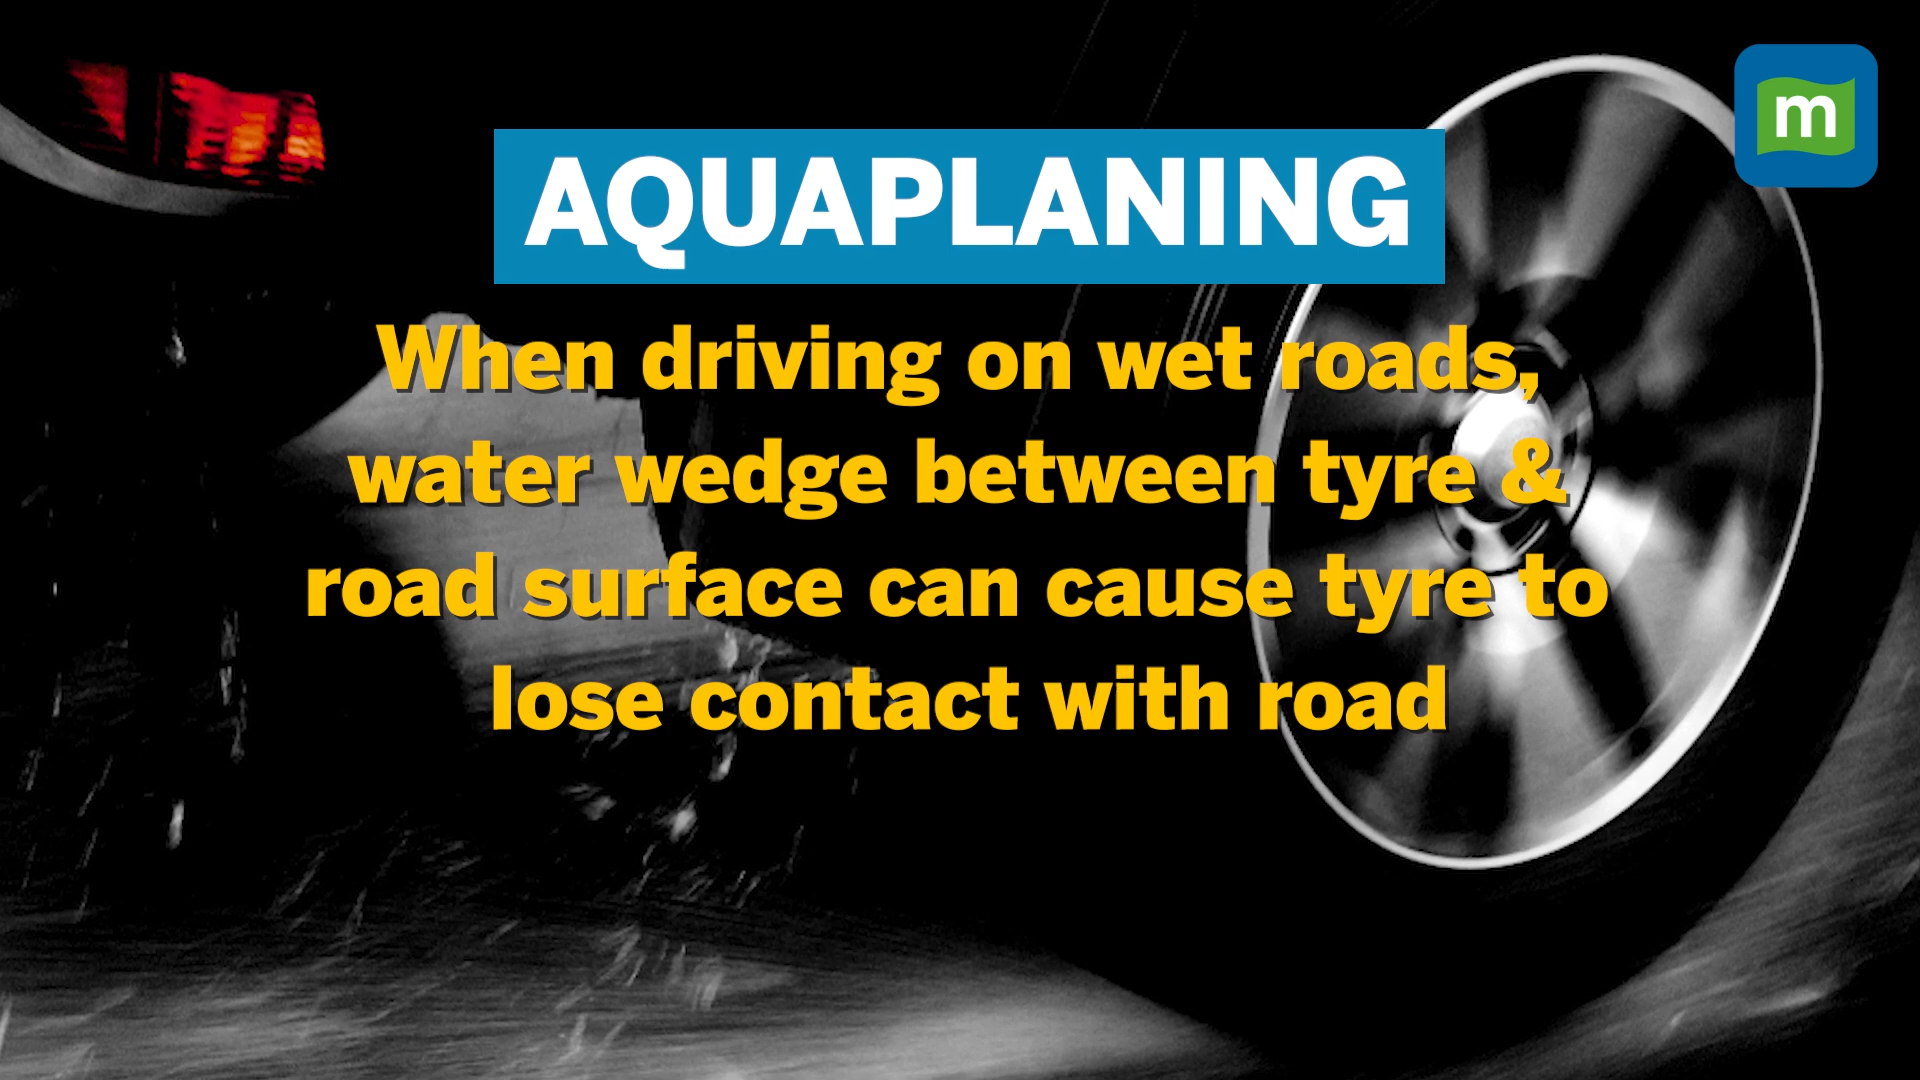 m
AQUAPLANING
When driving on wet roads,
water wedge between tyre &
road surface can cause tyre to
lose contact with road